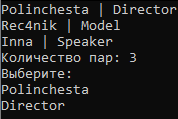 Polinchesta | Director
Rec4nik | Model
Inna | Speaker
Количество пар: 3
Выберите:
Polinchesta
Director